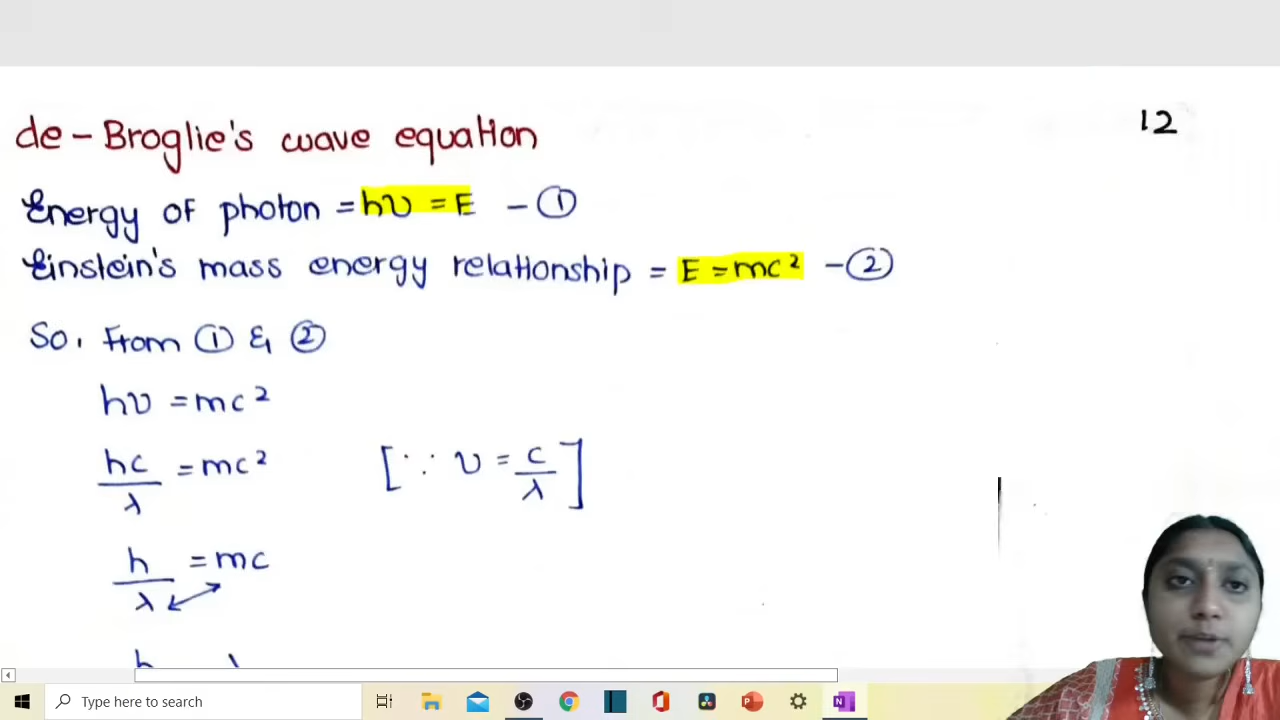 12
de-Broglie's wave equation
Energy of photon = hυ = E - ①
Einstein's mass energy relationship = E = mc² - ②
So, From ① & ②
hυ = mc²
hc/λ = mc² [∵ υ = c/λ]
h/λ = mc
Type here to search